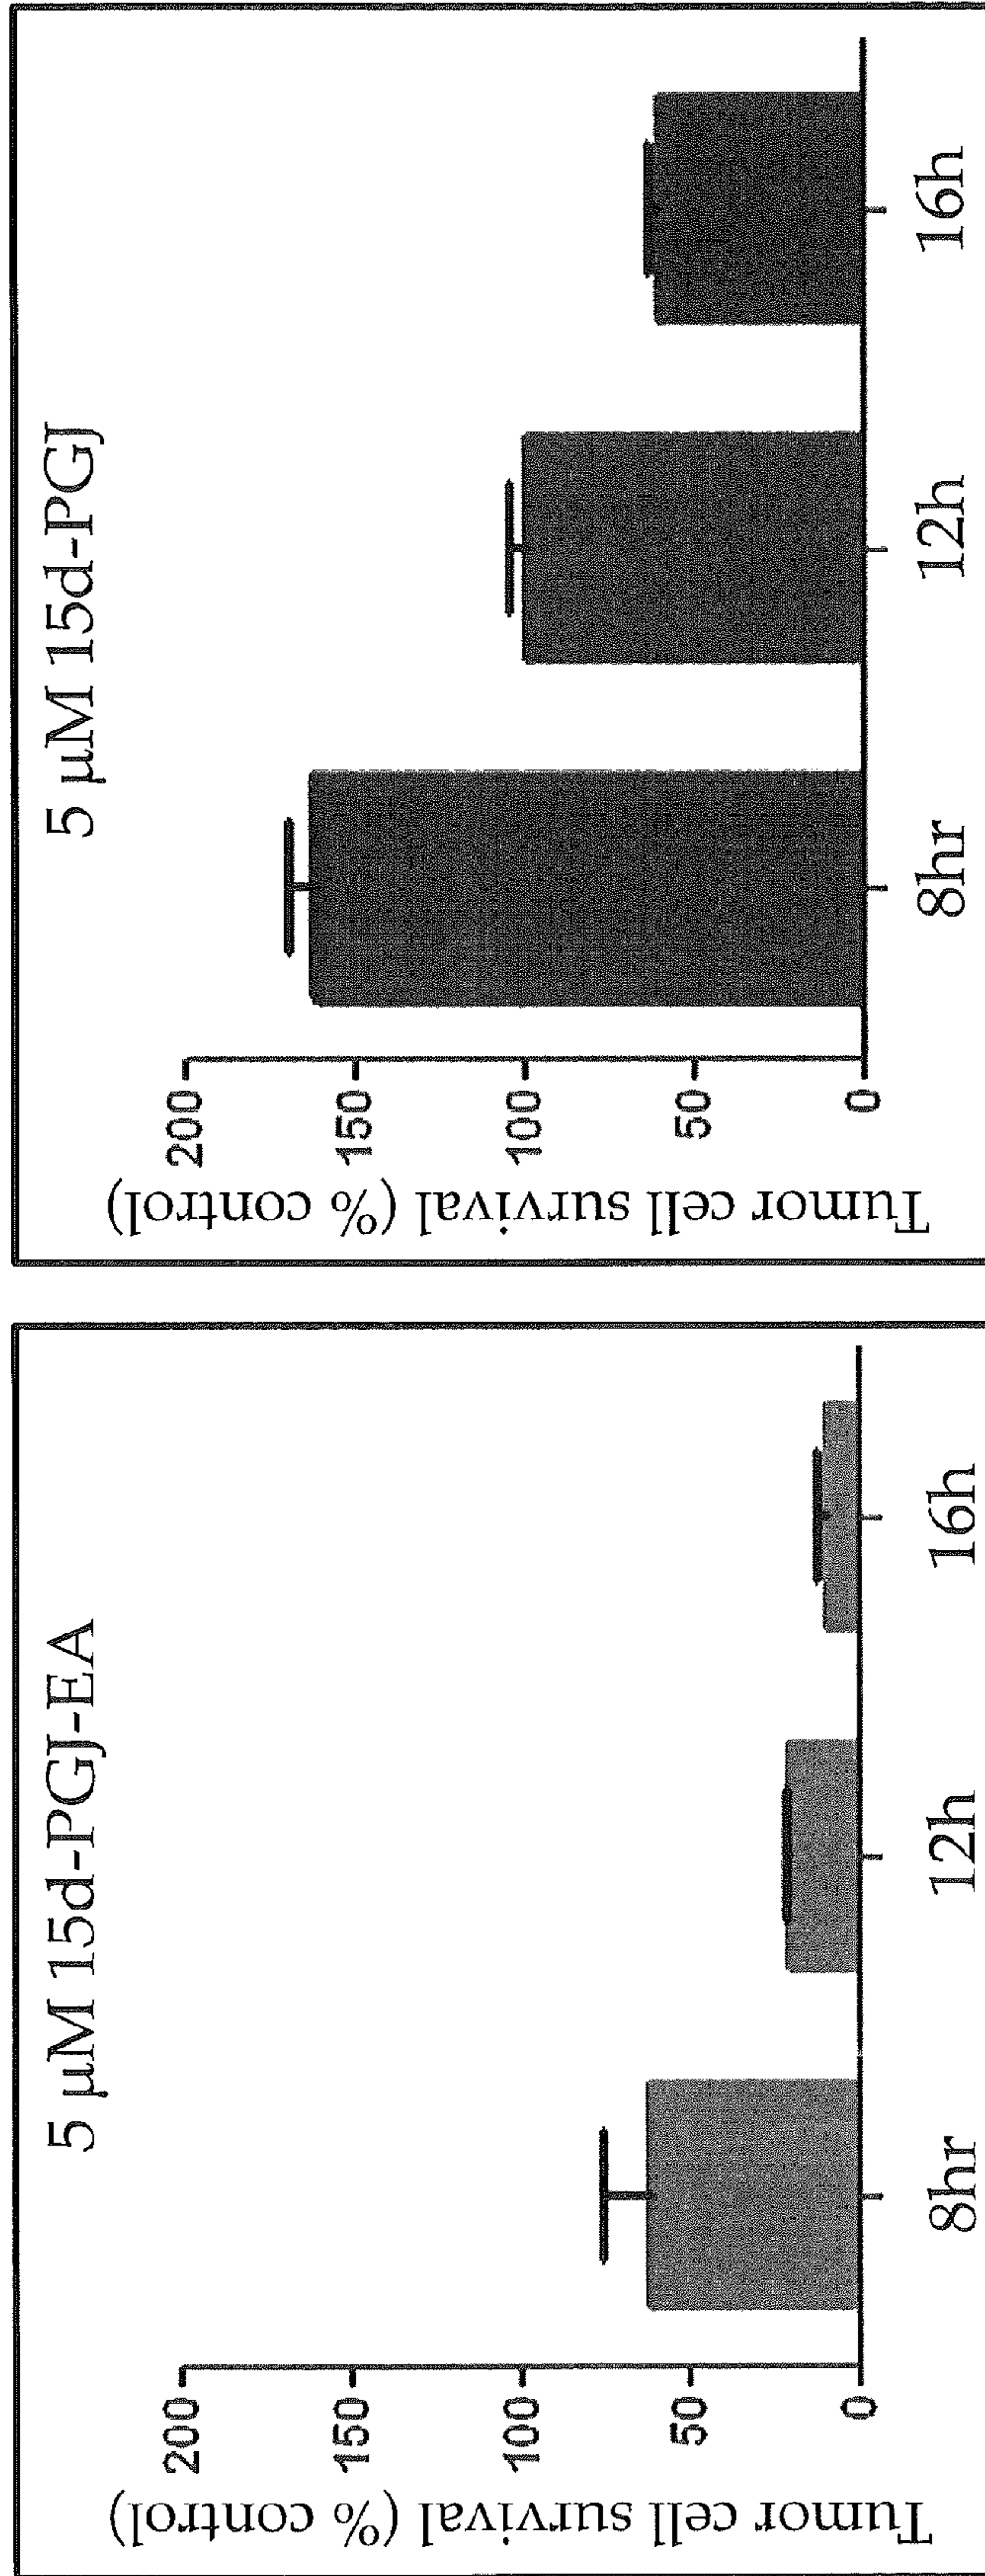 5 µM 15d-PGJ-EA
Tumor cell survival (% control)
200
150
100
50
0
8hr
12h
16h
5 µM 15d-PGJ
Tumor cell survival (% control)
200
150
100
50
0
8hr
12h
16h